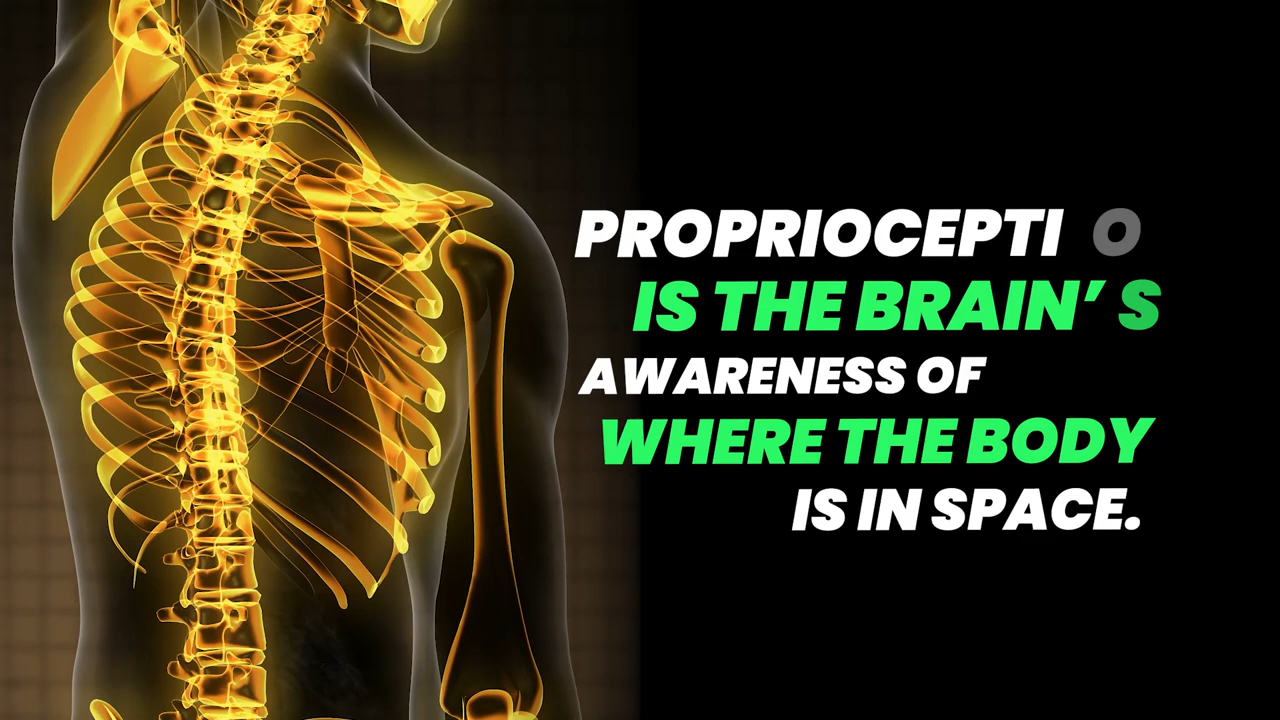 PROPRIOCEPTI O
IS THE BRAIN’ S
AWARENESS OF
WHERE THE BODY
IS IN SPACE.